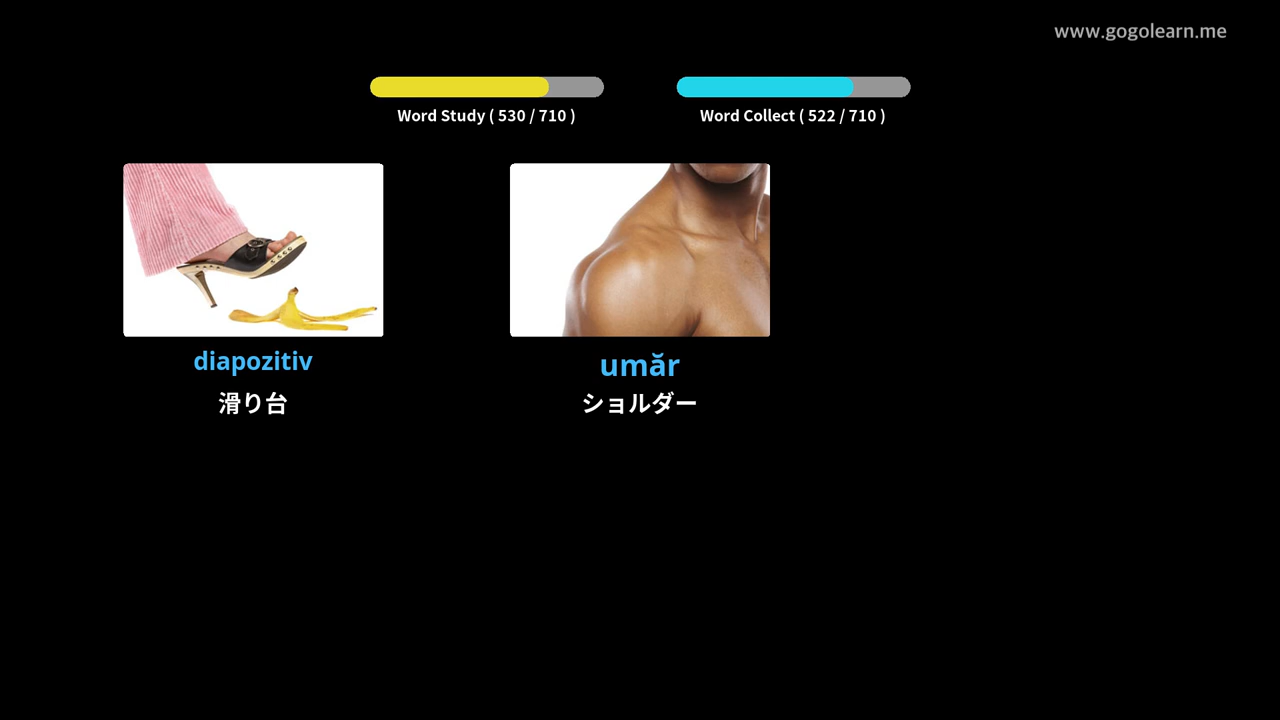 www.gogolearn.me
Word Study ( 530 / 710 )
Word Collect ( 522 / 710 )
diapozitiv
滑り台
umăr
ショルダー